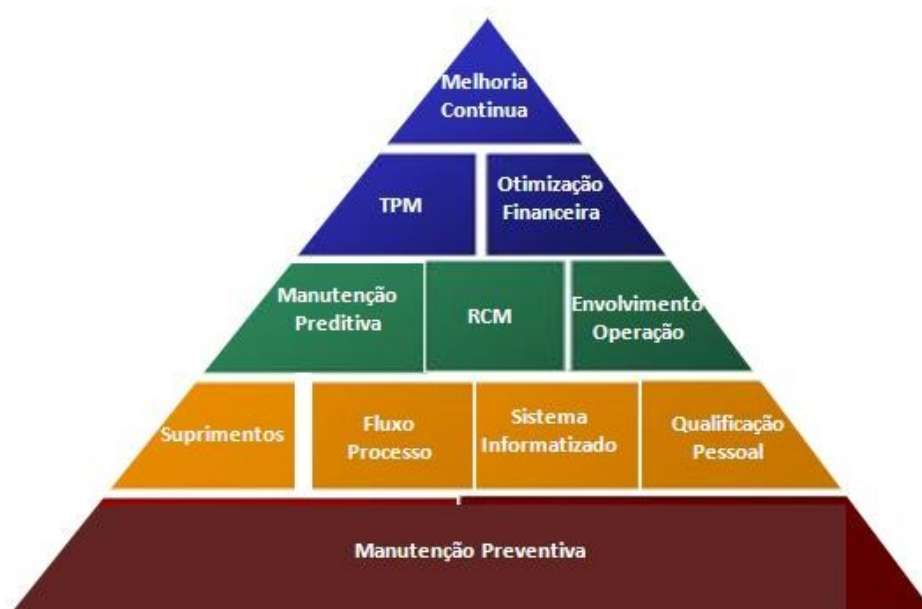 Melhoria
Continua
TPM
Otimização
Financeira
Manutenção
Preditiva
RCM
Envolvimento
Operação
Suprimentos
Fluxo
Processo
Sistema
Informatizado
Qualificação
Pessoal
Manutenção Preventiva